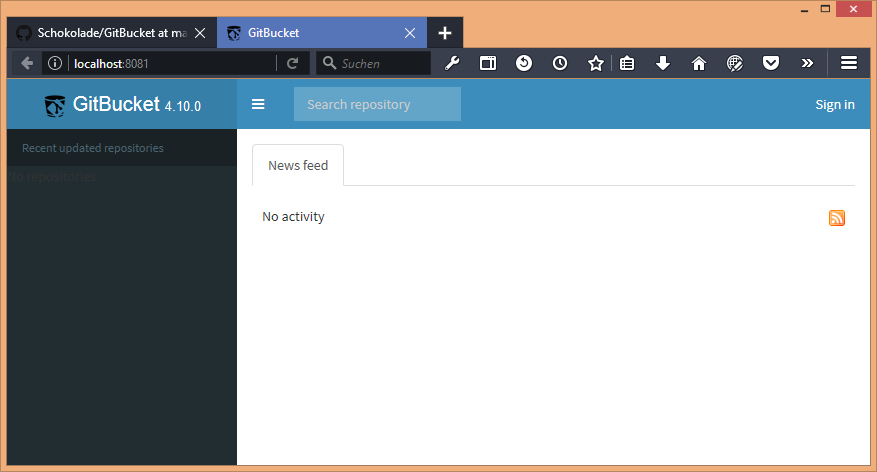 Schokolade/GitBucket at ma
GitBucket
localhost:8081
Suchen
GitBucket 4.10.0
Search repository
Sign in
Recent updated repositories
No repositories
News feed
No activity